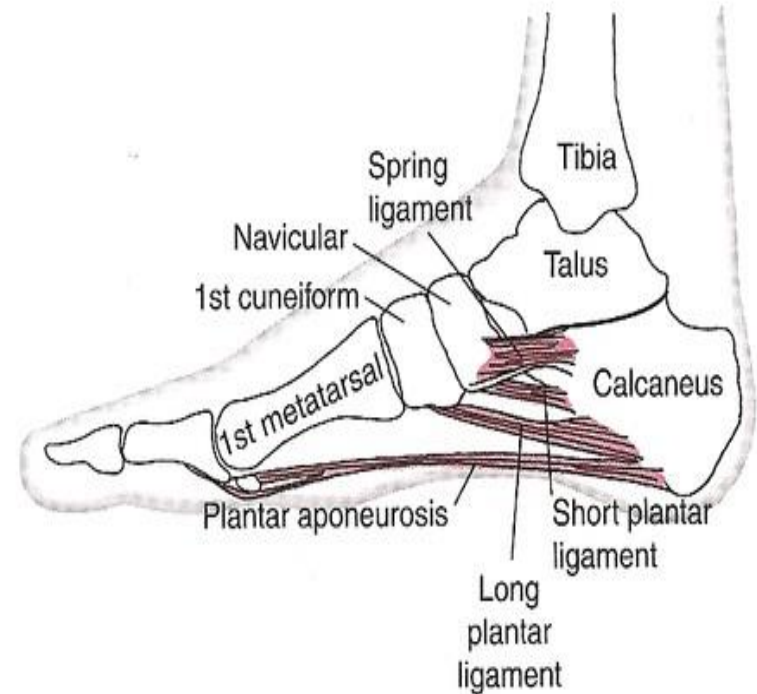 Tibia
Spring
ligament
Navicular
Talus
1st cuneiform
Calcaneus
1st metatarsal
Plantar aponeurosis
Short plantar
ligament
Long
plantar
ligament